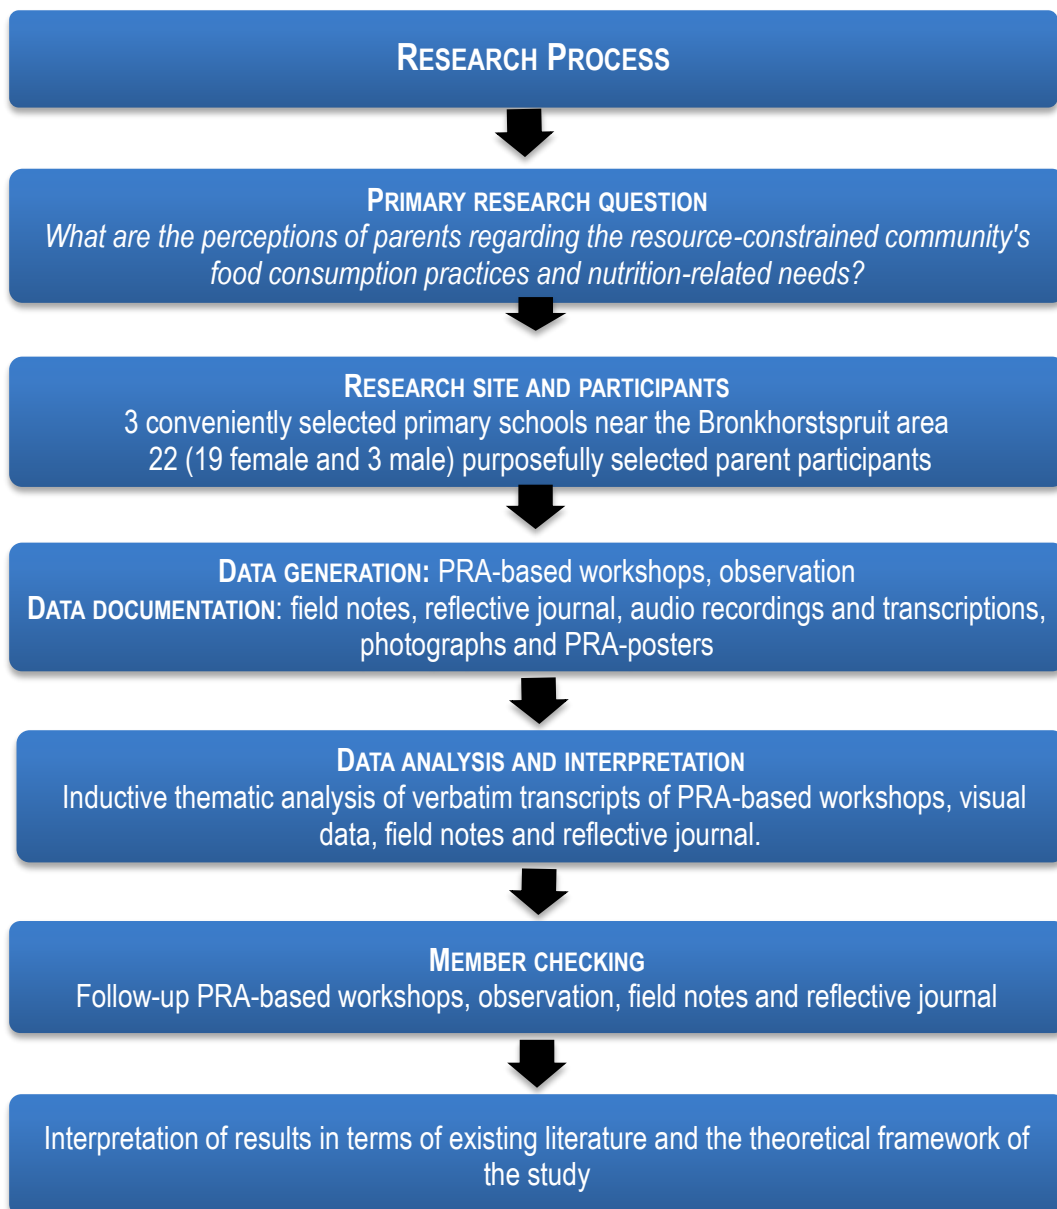 RESEARCH PROCESS
PRIMARY RESEARCH QUESTION
What are the perceptions of parents regarding the resource-constrained community's
food consumption practices and nutrition-related needs?
RESEARCH SITE AND PARTICIPANTS
3 conveniently selected primary schools near the Bronkhorstspruit area
22 (19 female and 3 male) purposefully selected parent participants
DATA GENERATION: PRA-based workshops, observation
DATA DOCUMENTATION: field notes, reflective journal, audio recordings and transcriptions,
photographs and PRA-posters
DATA ANALYSIS AND INTERPRETATION
Inductive thematic analysis of verbatim transcripts of PRA-based workshops, visual
data, field notes and reflective journal.
MEMBER CHECKING
Follow-up PRA-based workshops, observation, field notes and reflective journal
Interpretation of results in terms of existing literature and the theoretical framework of
the study